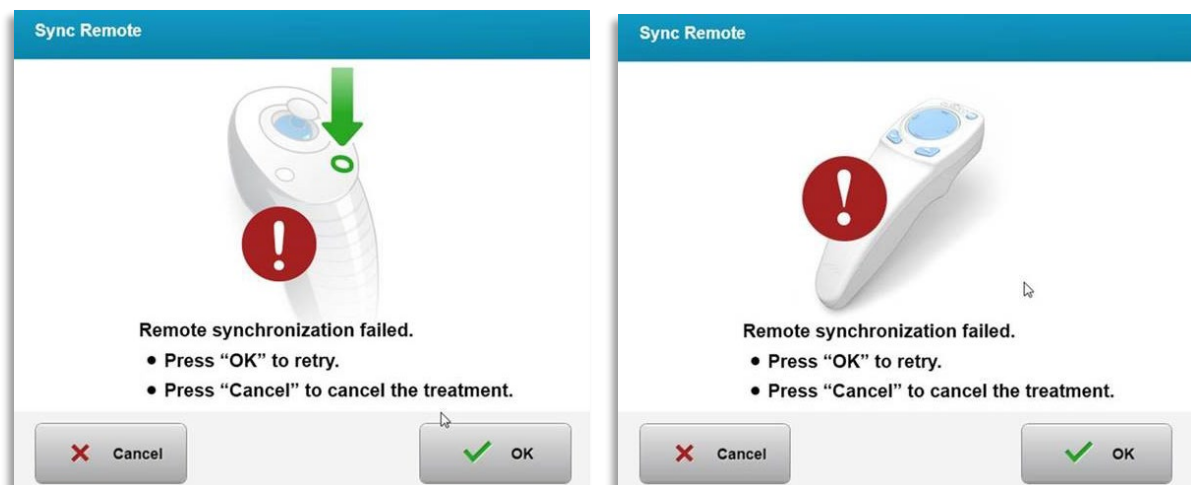 Sync Remote
Remote synchronization failed.
• Press “OK” to retry.
• Press “Cancel” to cancel the treatment.
Cancel
OK
Sync Remote
Remote synchronization failed.
• Press “OK” to retry.
• Press “Cancel” to cancel the treatment.
Cancel
OK